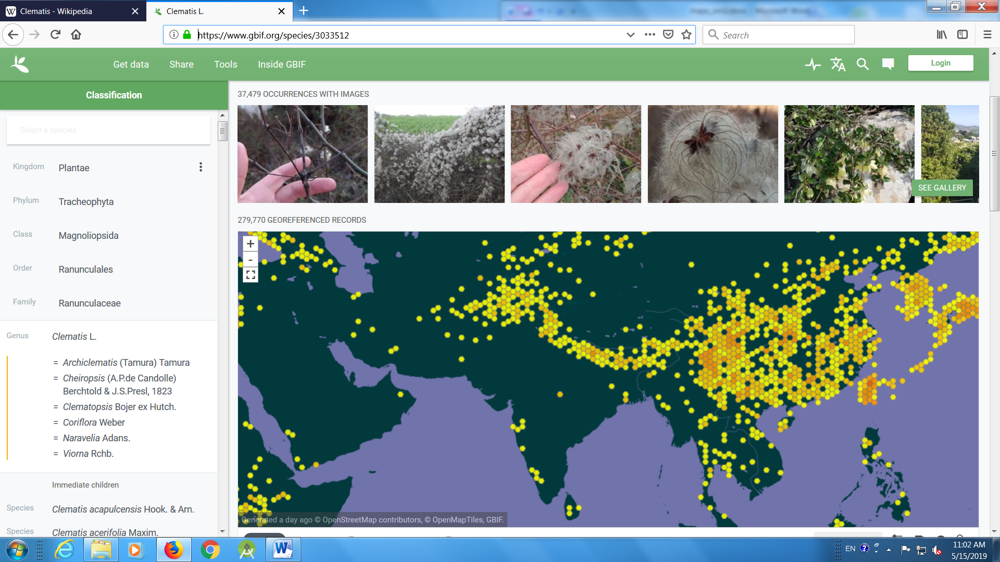 Clematis - Wikipedia
Clematis L.
https://www.gbif.org/species/3033512
Search
Get data
Share
Tools
Inside GBIF
Login
Classification
Select a species
Kingdom Plantae
Phylum Tracheophyta
Class Magnoliopsida
Order Ranunculales
Family Ranunculaceae
Genus Clematis L.
= Archiclematis (Tamura) Tamura
= Cheiropsis (A.P.de Candolle)
Berchtold & J.S.Presl, 1823
= Clematopsis Bojer ex Hutch.
= Coriflora Weber
= Naravelia Adans.
= Viorna Rchb.
Immediate children
Species Clematis acapulcensis Hook. & Arn.
Species Clematis acerifolia Maxim.
37,479 OCCURRENCES WITH IMAGES
SEE GALLERY
279,770 GEOREFERENCED RECORDS
+
-
Generated a day ago © OpenStreetMap contributors, © OpenMapTiles, GBIF.
EN
11:02 AM
5/15/2019